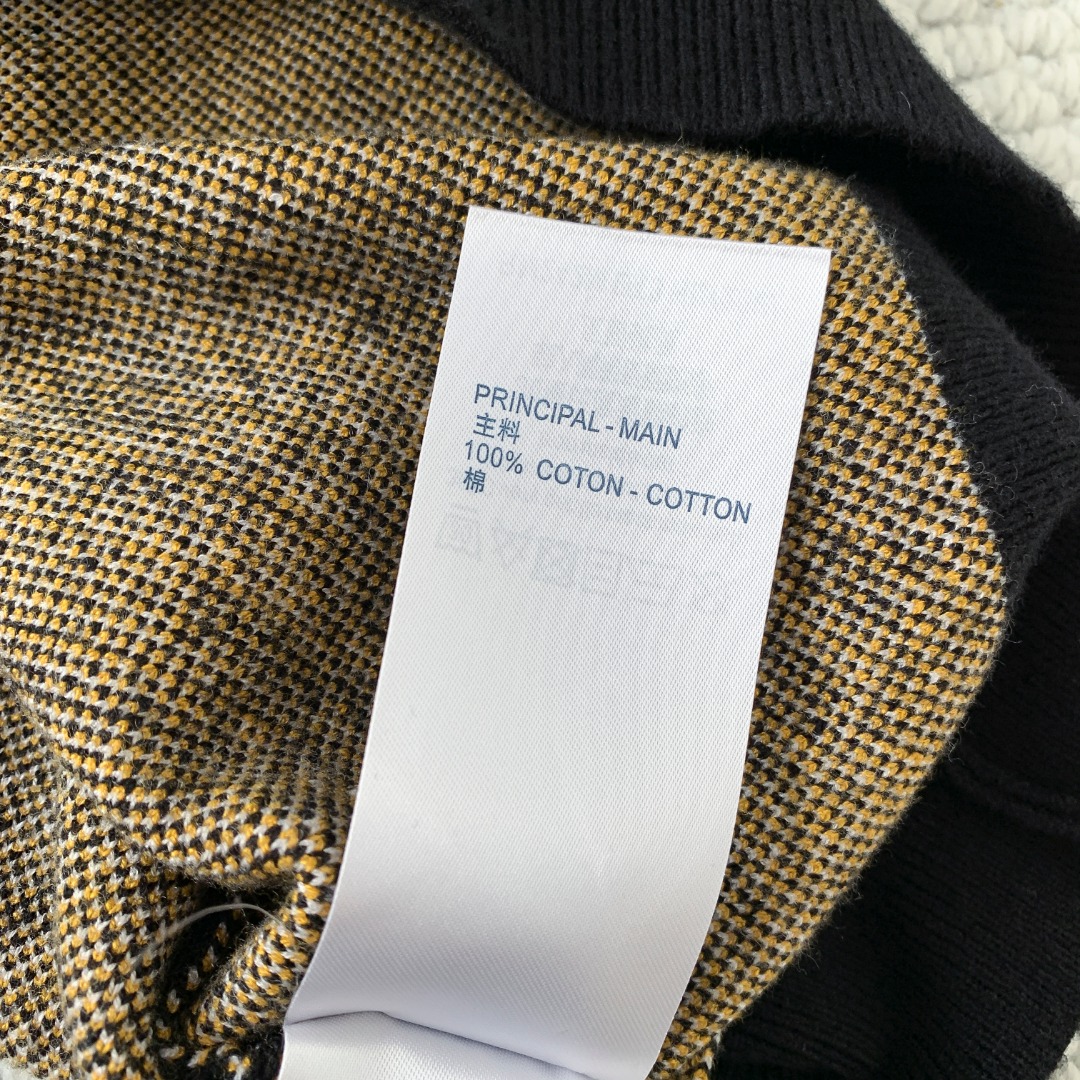 PRINCIPAL - MAIN
主料
100% COTON - COTTON
棉